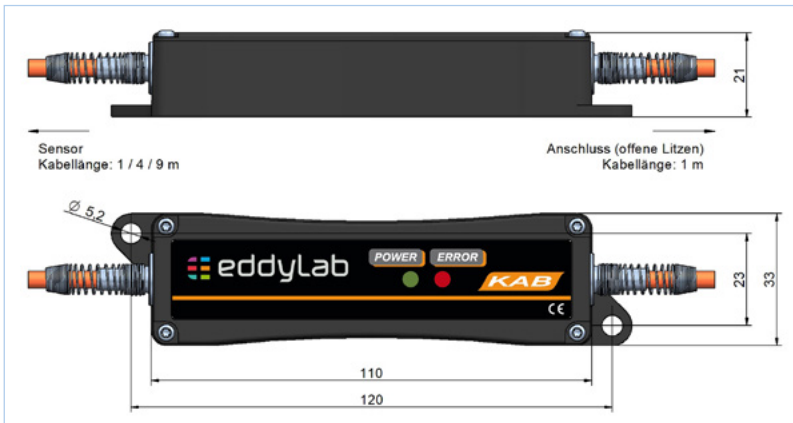 21
Sensor
Kabellänge: 1 / 4 / 9 m
Anschluss (offene Litzen)
Kabellänge: 1 m
Ø 5,2
eddyLab
POWER ERROR
KAB
CE
23
33
110
120